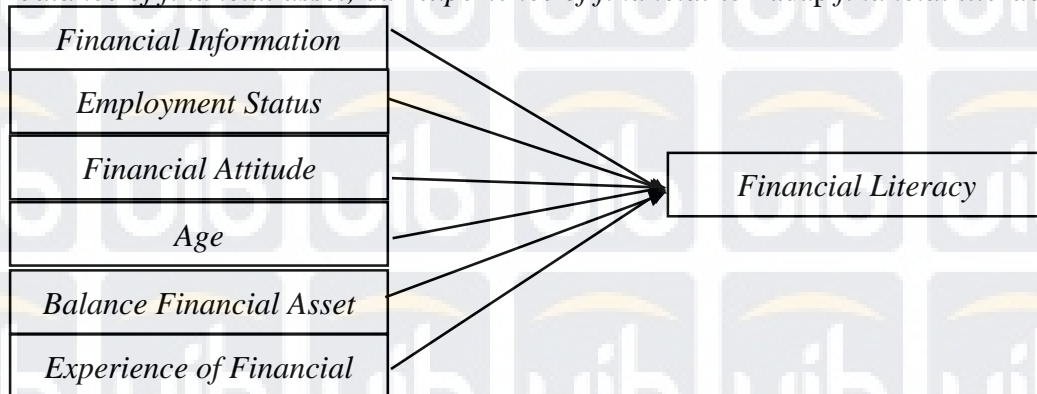 Financial Information
Employment Status
Financial Attitude
Age
Balance Financial Asset
Experience of Financial
Financial Literacy